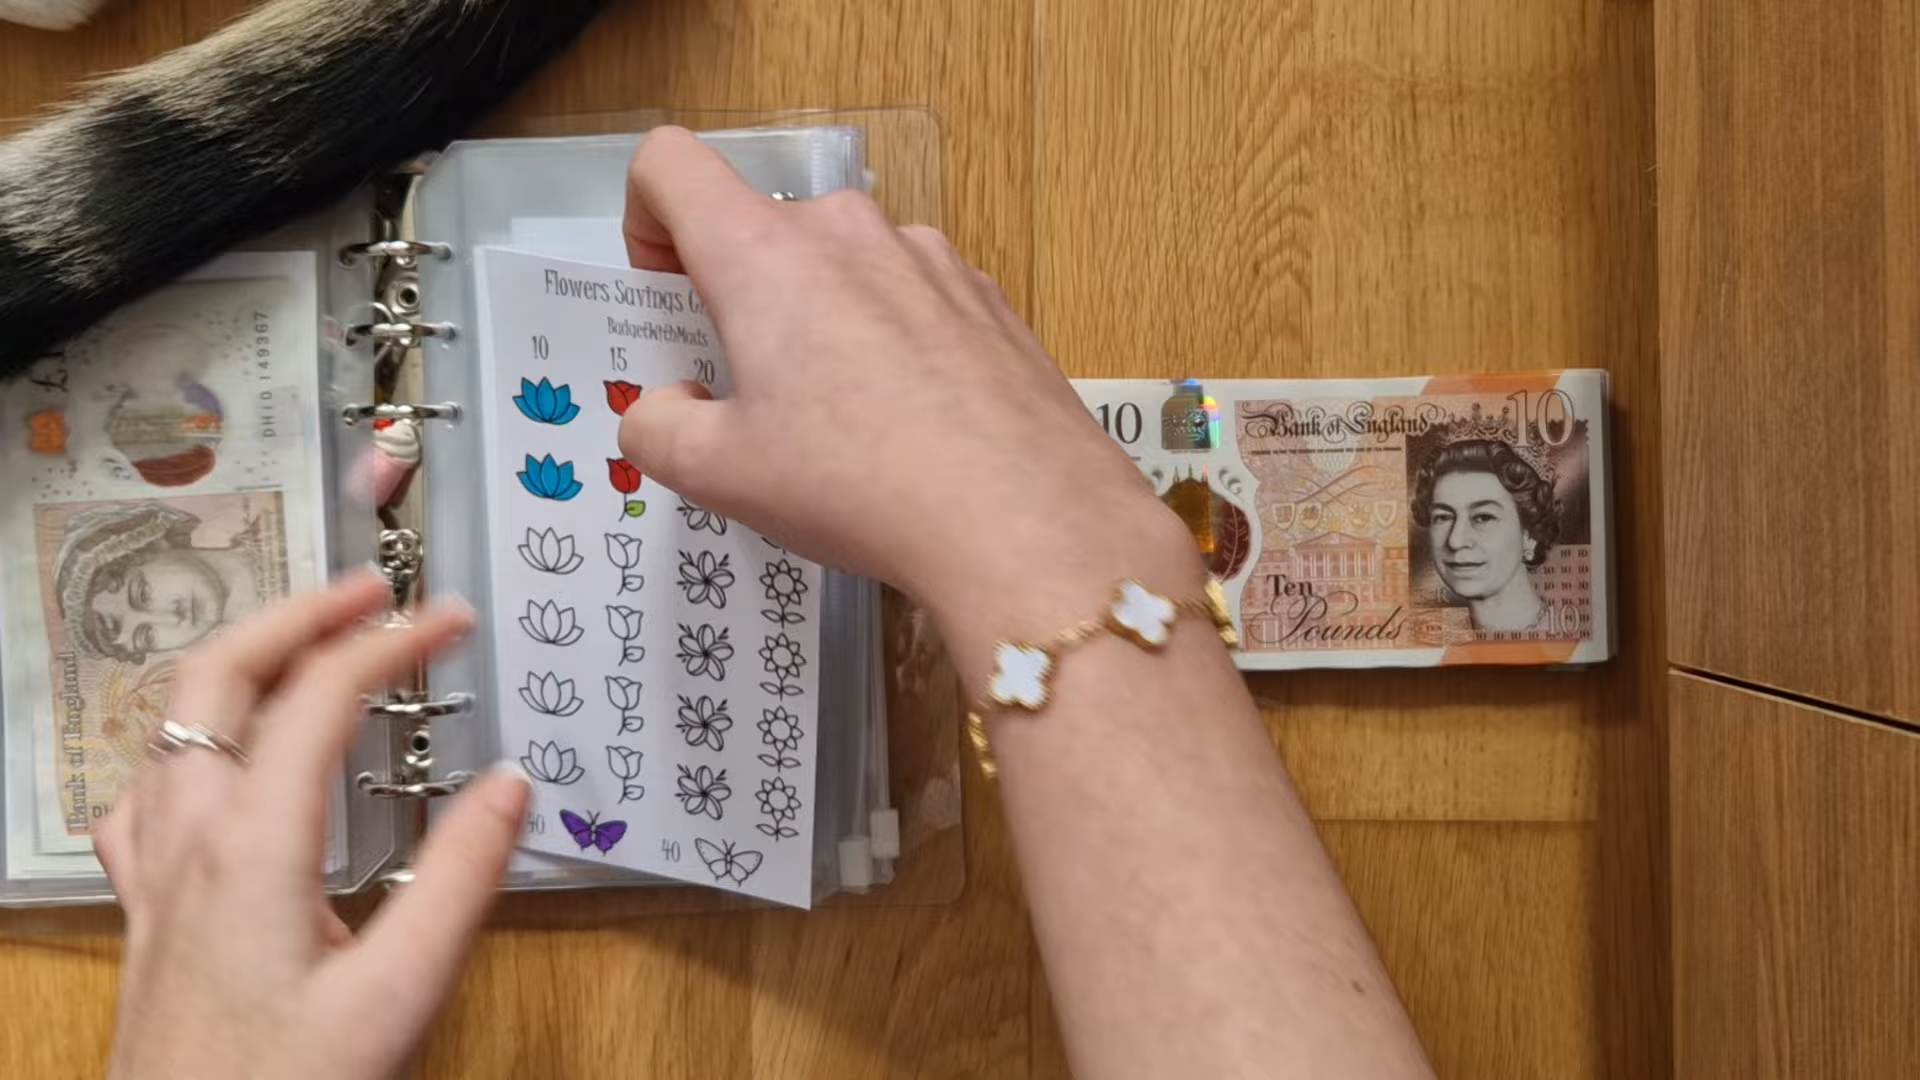 Flowers Savings
BudgetWithMads
10
15
20
40
40
10
Bank of England
10
Ten
Pounds
DH10 149367
Bank of England